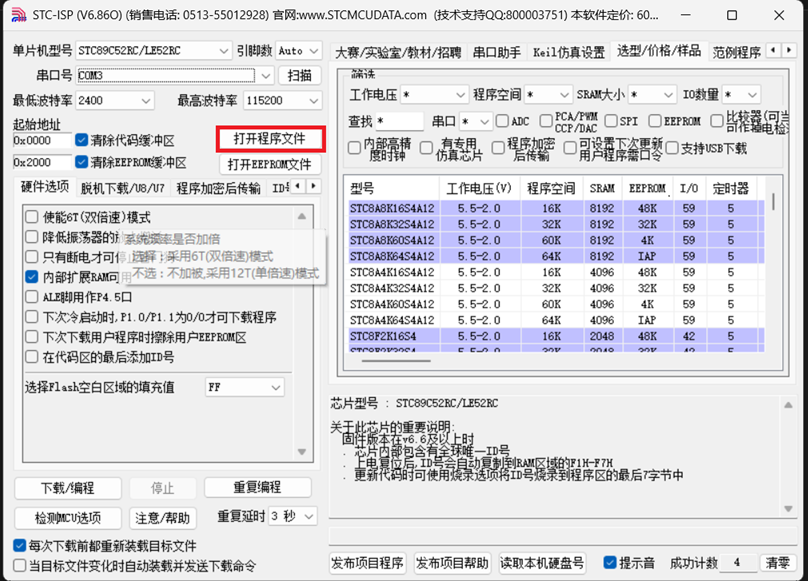 STC-ISP (V6.86O) (销售电话: 0513-55012928) 官网:www.STCMCUDATA.com (技术支持QQ:800003751) 本软件定价: 60...
单片机型号 STC89C52RC/LE52RC 引脚数 Auto
串口号 COM3 扫描
最低波特率 2400 最高波特率 115200
起始地址
0x0000 清除代码缓冲区 打开程序文件
0x2000 清除EEPROM缓冲区 打开EEPROM文件
硬件选项 脱机下载/U8/U7 程序加密后传输
使能6T(双倍速)模式
降低振荡器的
系统频率是否加倍
只有断电才可停
选择：采用6T(双倍速)模式
内部扩展RAM可用
不选：不加被,采用12T(单倍速)模式
ALE脚用作P4.5口
下次冷启动时,P1.0/P1.1为0/0才可下载程序
下次下载用户程序时擦除用户EEPROM区
在代码区的最后添加ID号
选择Flash空白区域的填充值 FF
下载/编程 停止 重复编程
检测MCU选项 注意/帮助 重复延时 3 秒
每次下载前都重新装载目标文件
当目标文件变化时自动装载并发送下载命令
大赛/实验室/教材/招聘 串口助手 Keil仿真设置 选型/价格/样品 范例程序
筛选
工作电压 * 程序空间 * SRAM大小 * IO数量 *
查找 * 串口 * ADC PCA/PWM CCP/DAC SPI EEPROM
内部高精度时钟 有专用仿真芯片 程序加密后传输 可设置下次更新用户程序需口令 支持USB下载
型号 工作电压(V) 程序空间 SRAM EEPROM I/O 定时器
STC8A8K16S4A12 5.5-2.0 16K 8192 48K 59 5
STC8A8K32S4A12 5.5-2.0 32K 8192 32K 59 5
STC8A8K60S4A12 5.5-2.0 60K 8192 4K 59 5
STC8A8K64S4A12 5.5-2.0 64K 8192 IAP 59 5
STC8A4K16S4A12 5.5-2.0 16K 4096 48K 59 5
STC8A4K32S4A12 5.5-2.0 32K 4096 32K 59 5
STC8A4K60S4A12 5.5-2.0 60K 4096 4K 59 5
STC8A4K64S4A12 5.5-2.0 64K 4096 IAP 59 5
STC8F2K16S4 5.5-2.0 16K 2048 48K 42 5
STC8F2K32S4 5.5-2.0 32K 2048 32K 42 5
芯片型号 : STC89C52RC/LE52RC
关于此芯片的重要说明:
固件版本在v6.6及以上时
. 芯片内部包含有全球唯一ID号
. 上电复位后,ID号会自动复制到RAM区域的F1H-F7H
. 更新代码时可使用烧录选项将ID号烧录到程序区的最后7字节中
发布项目程序 发布项目帮助 读取本机硬盘号 提示音 成功计数 4 清零